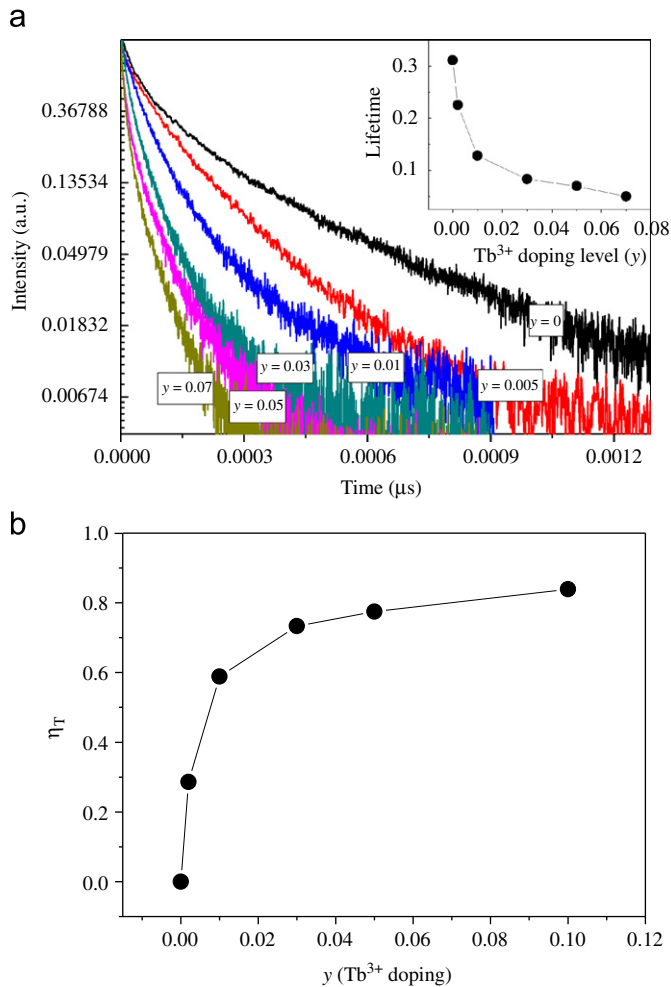 a
0.3
0.2
0.1
Lifetime
0.00 0.02 0.04 0.06 0.08
Tb³⁺ doping level (y)
0.36788
0.13534
0.04979
0.01832
0.00674
Intensity (a.u.)
y = 0
y = 0.005
y = 0.01
y = 0.03
y = 0.05
y = 0.07
0.0000 0.0003 0.0006 0.0009 0.0012
Time (μs)
b
1.0
0.8
0.6
0.4
0.2
0.0
ηT
0.00 0.02 0.04 0.06 0.08 0.10 0.12
y (Tb³⁺ doping)